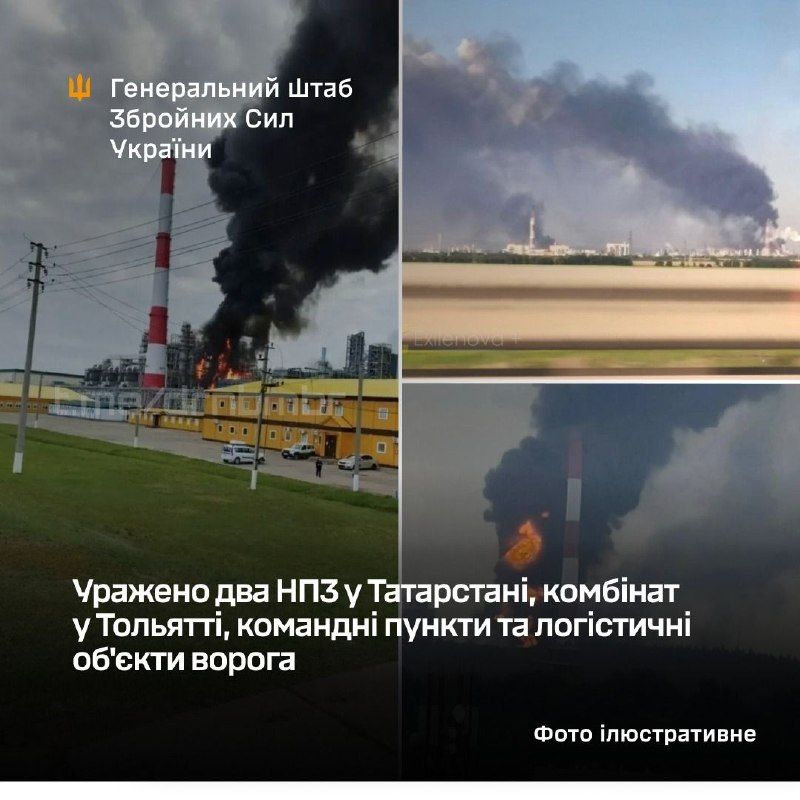 Генеральний Штаб
Збройних Сил
України
Exilenova +
Уражено два НПЗ у Татарстані, комбінат
у Тольятті, командні пункти та логістичні
об'єкти ворога
Фото ілюстративне